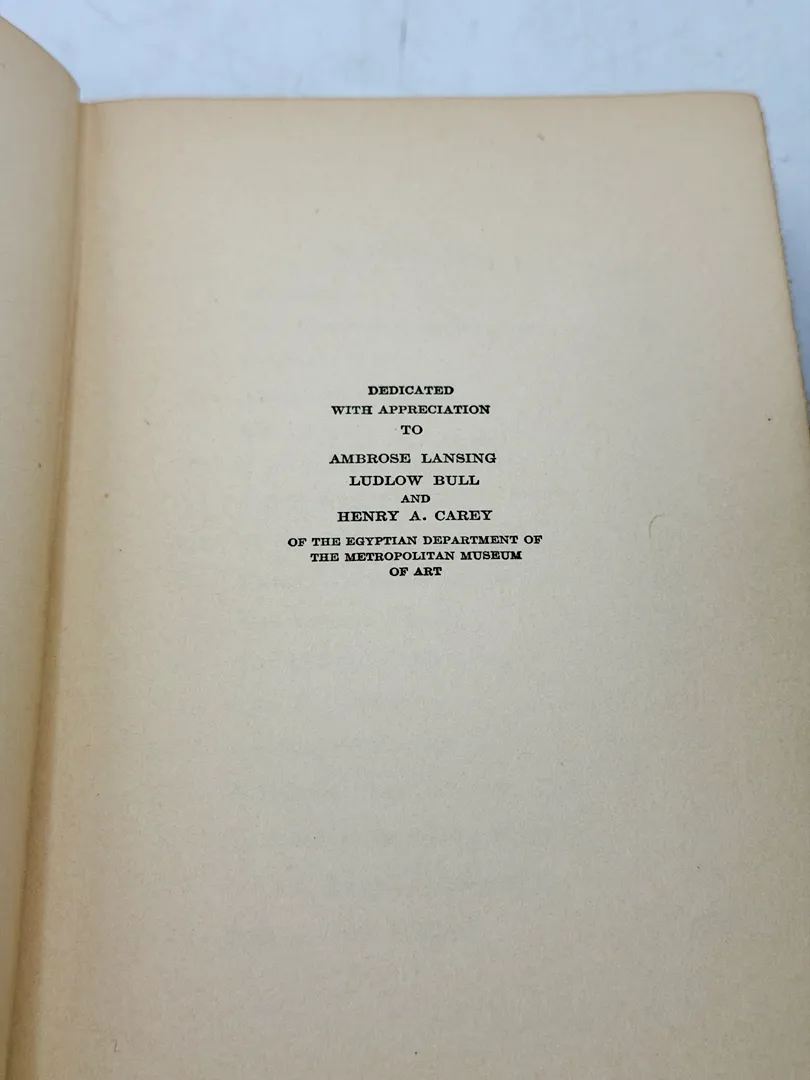 DEDICATED
WITH APPRECIATION
TO
AMBROSE LANSING
LUDLOW BULL
AND
HENRY A. CAREY
OF THE EGYPTIAN DEPARTMENT OF
THE METROPOLITAN MUSEUM
OF ART